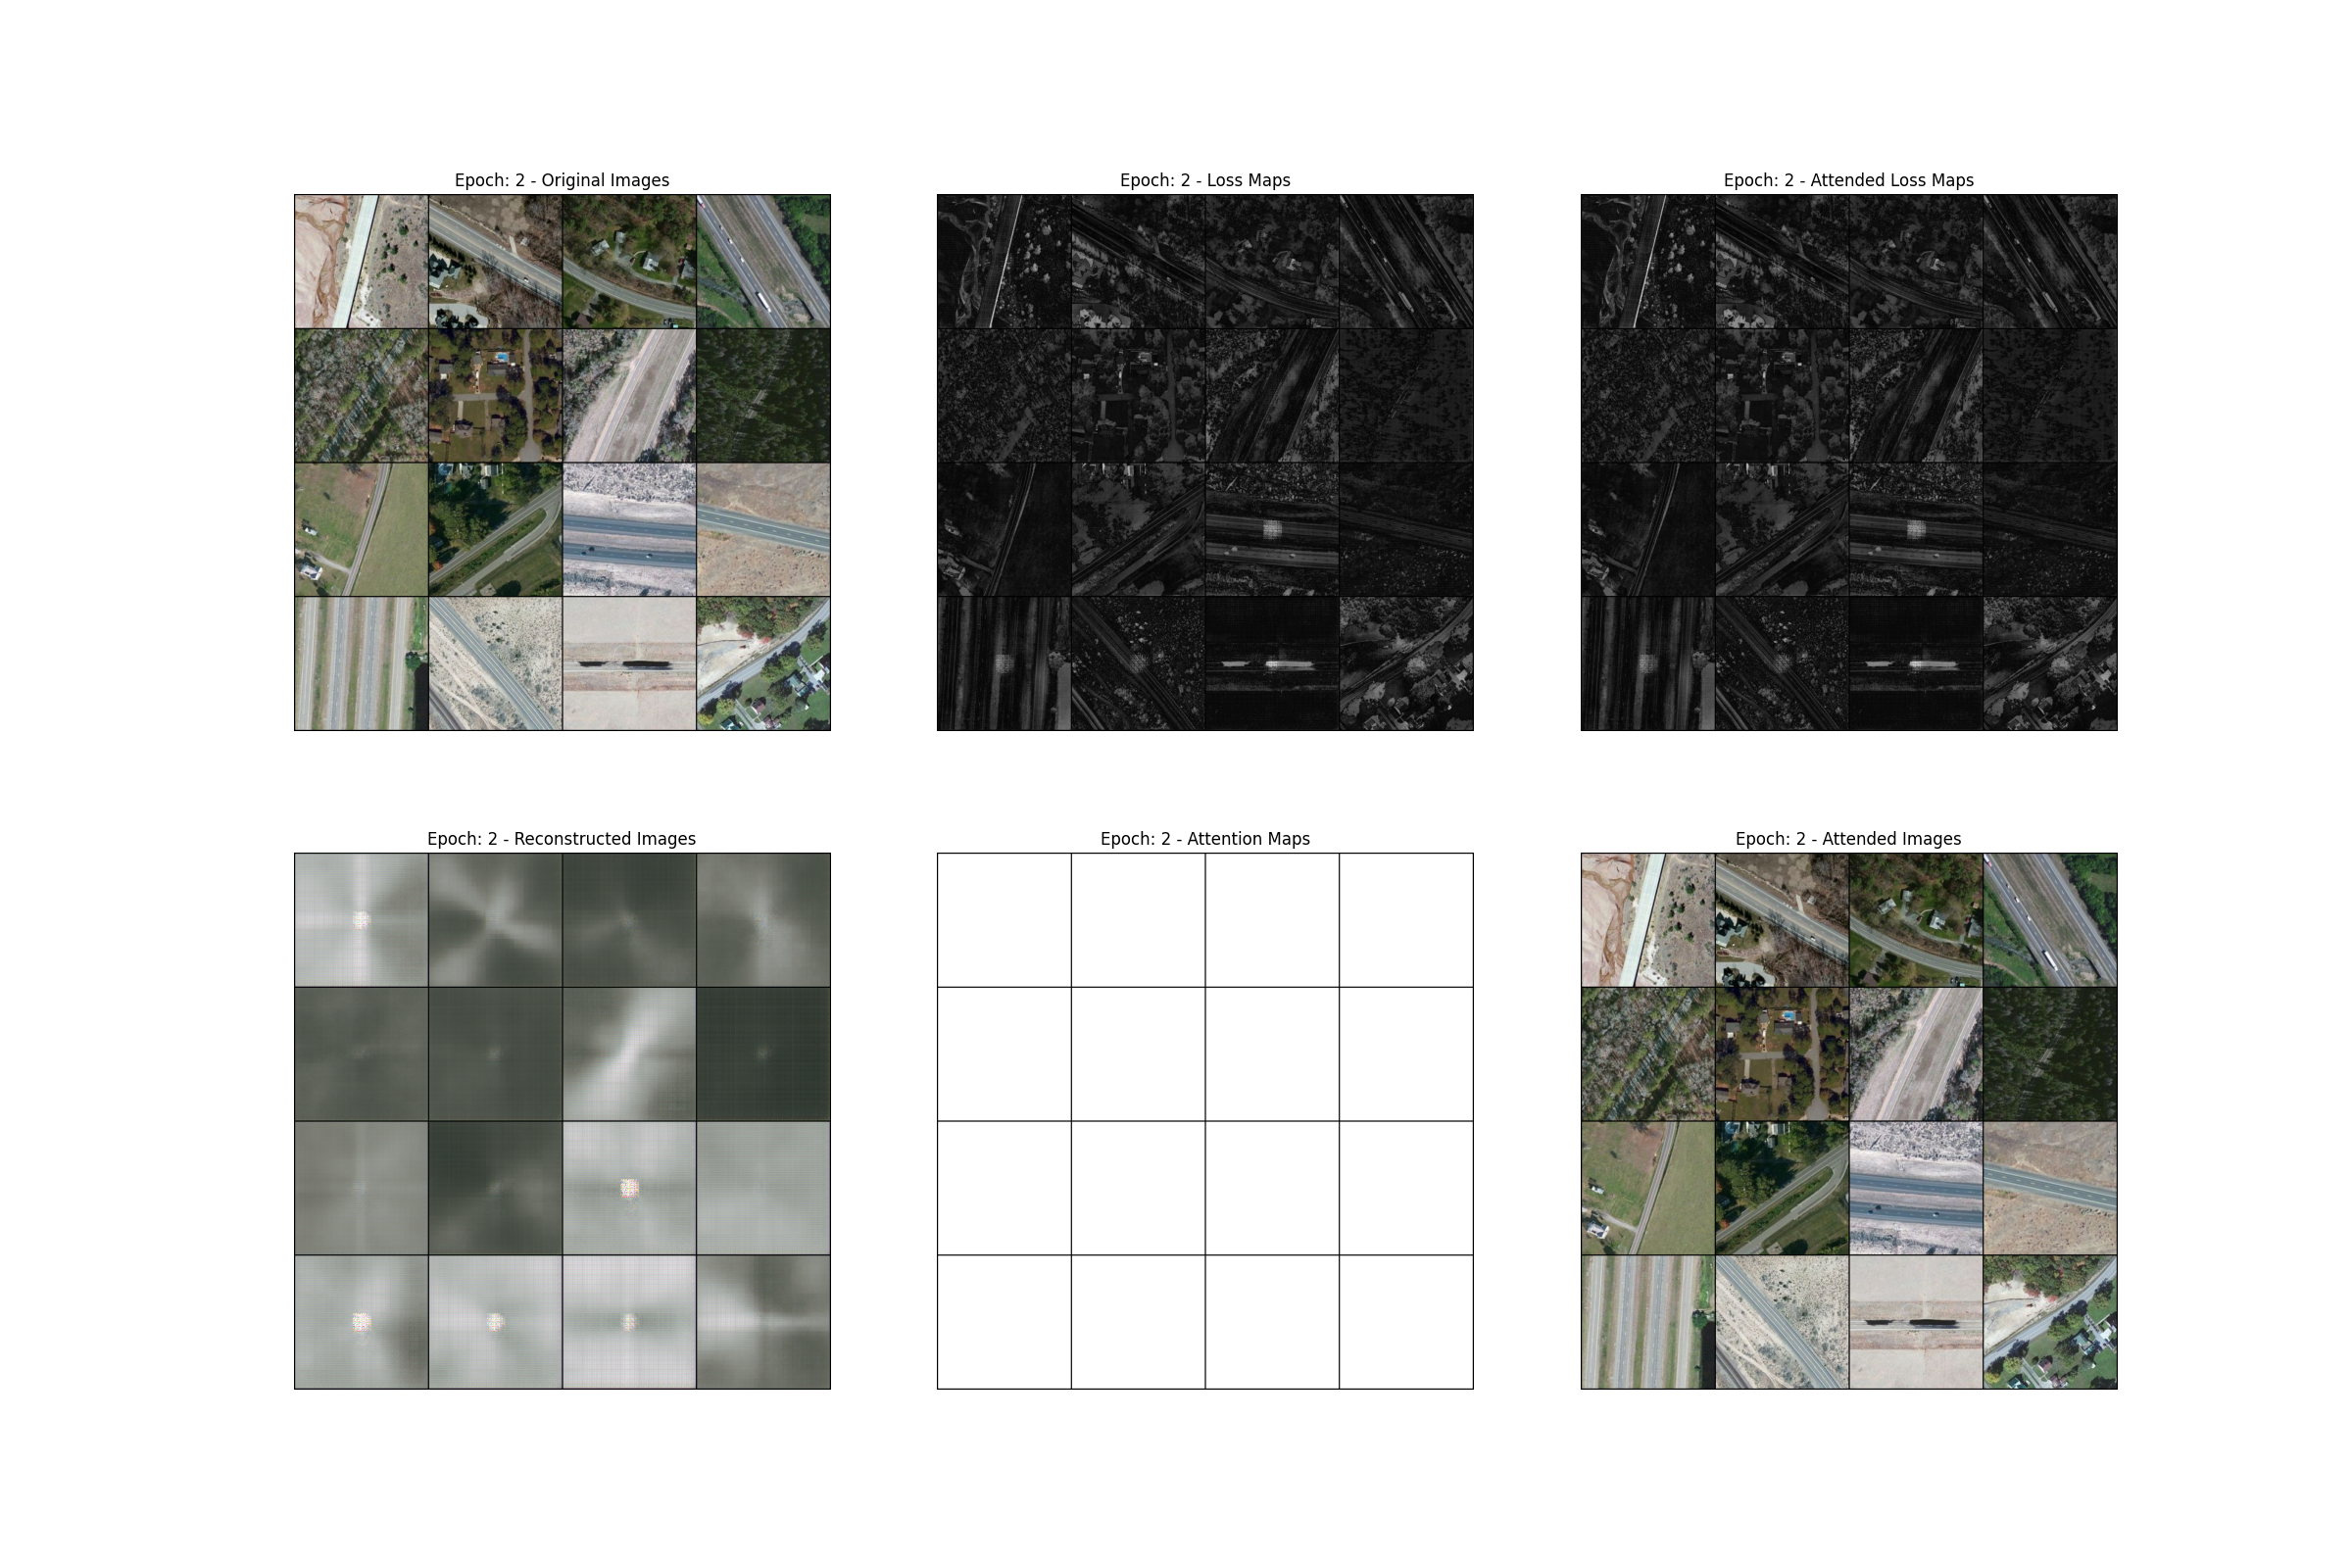 Epoch: 2 - Original Images
Epoch: 2 - Loss Maps
Epoch: 2 - Attended Loss Maps
Epoch: 2 - Reconstructed Images
Epoch: 2 - Attention Maps
Epoch: 2 - Attended Images